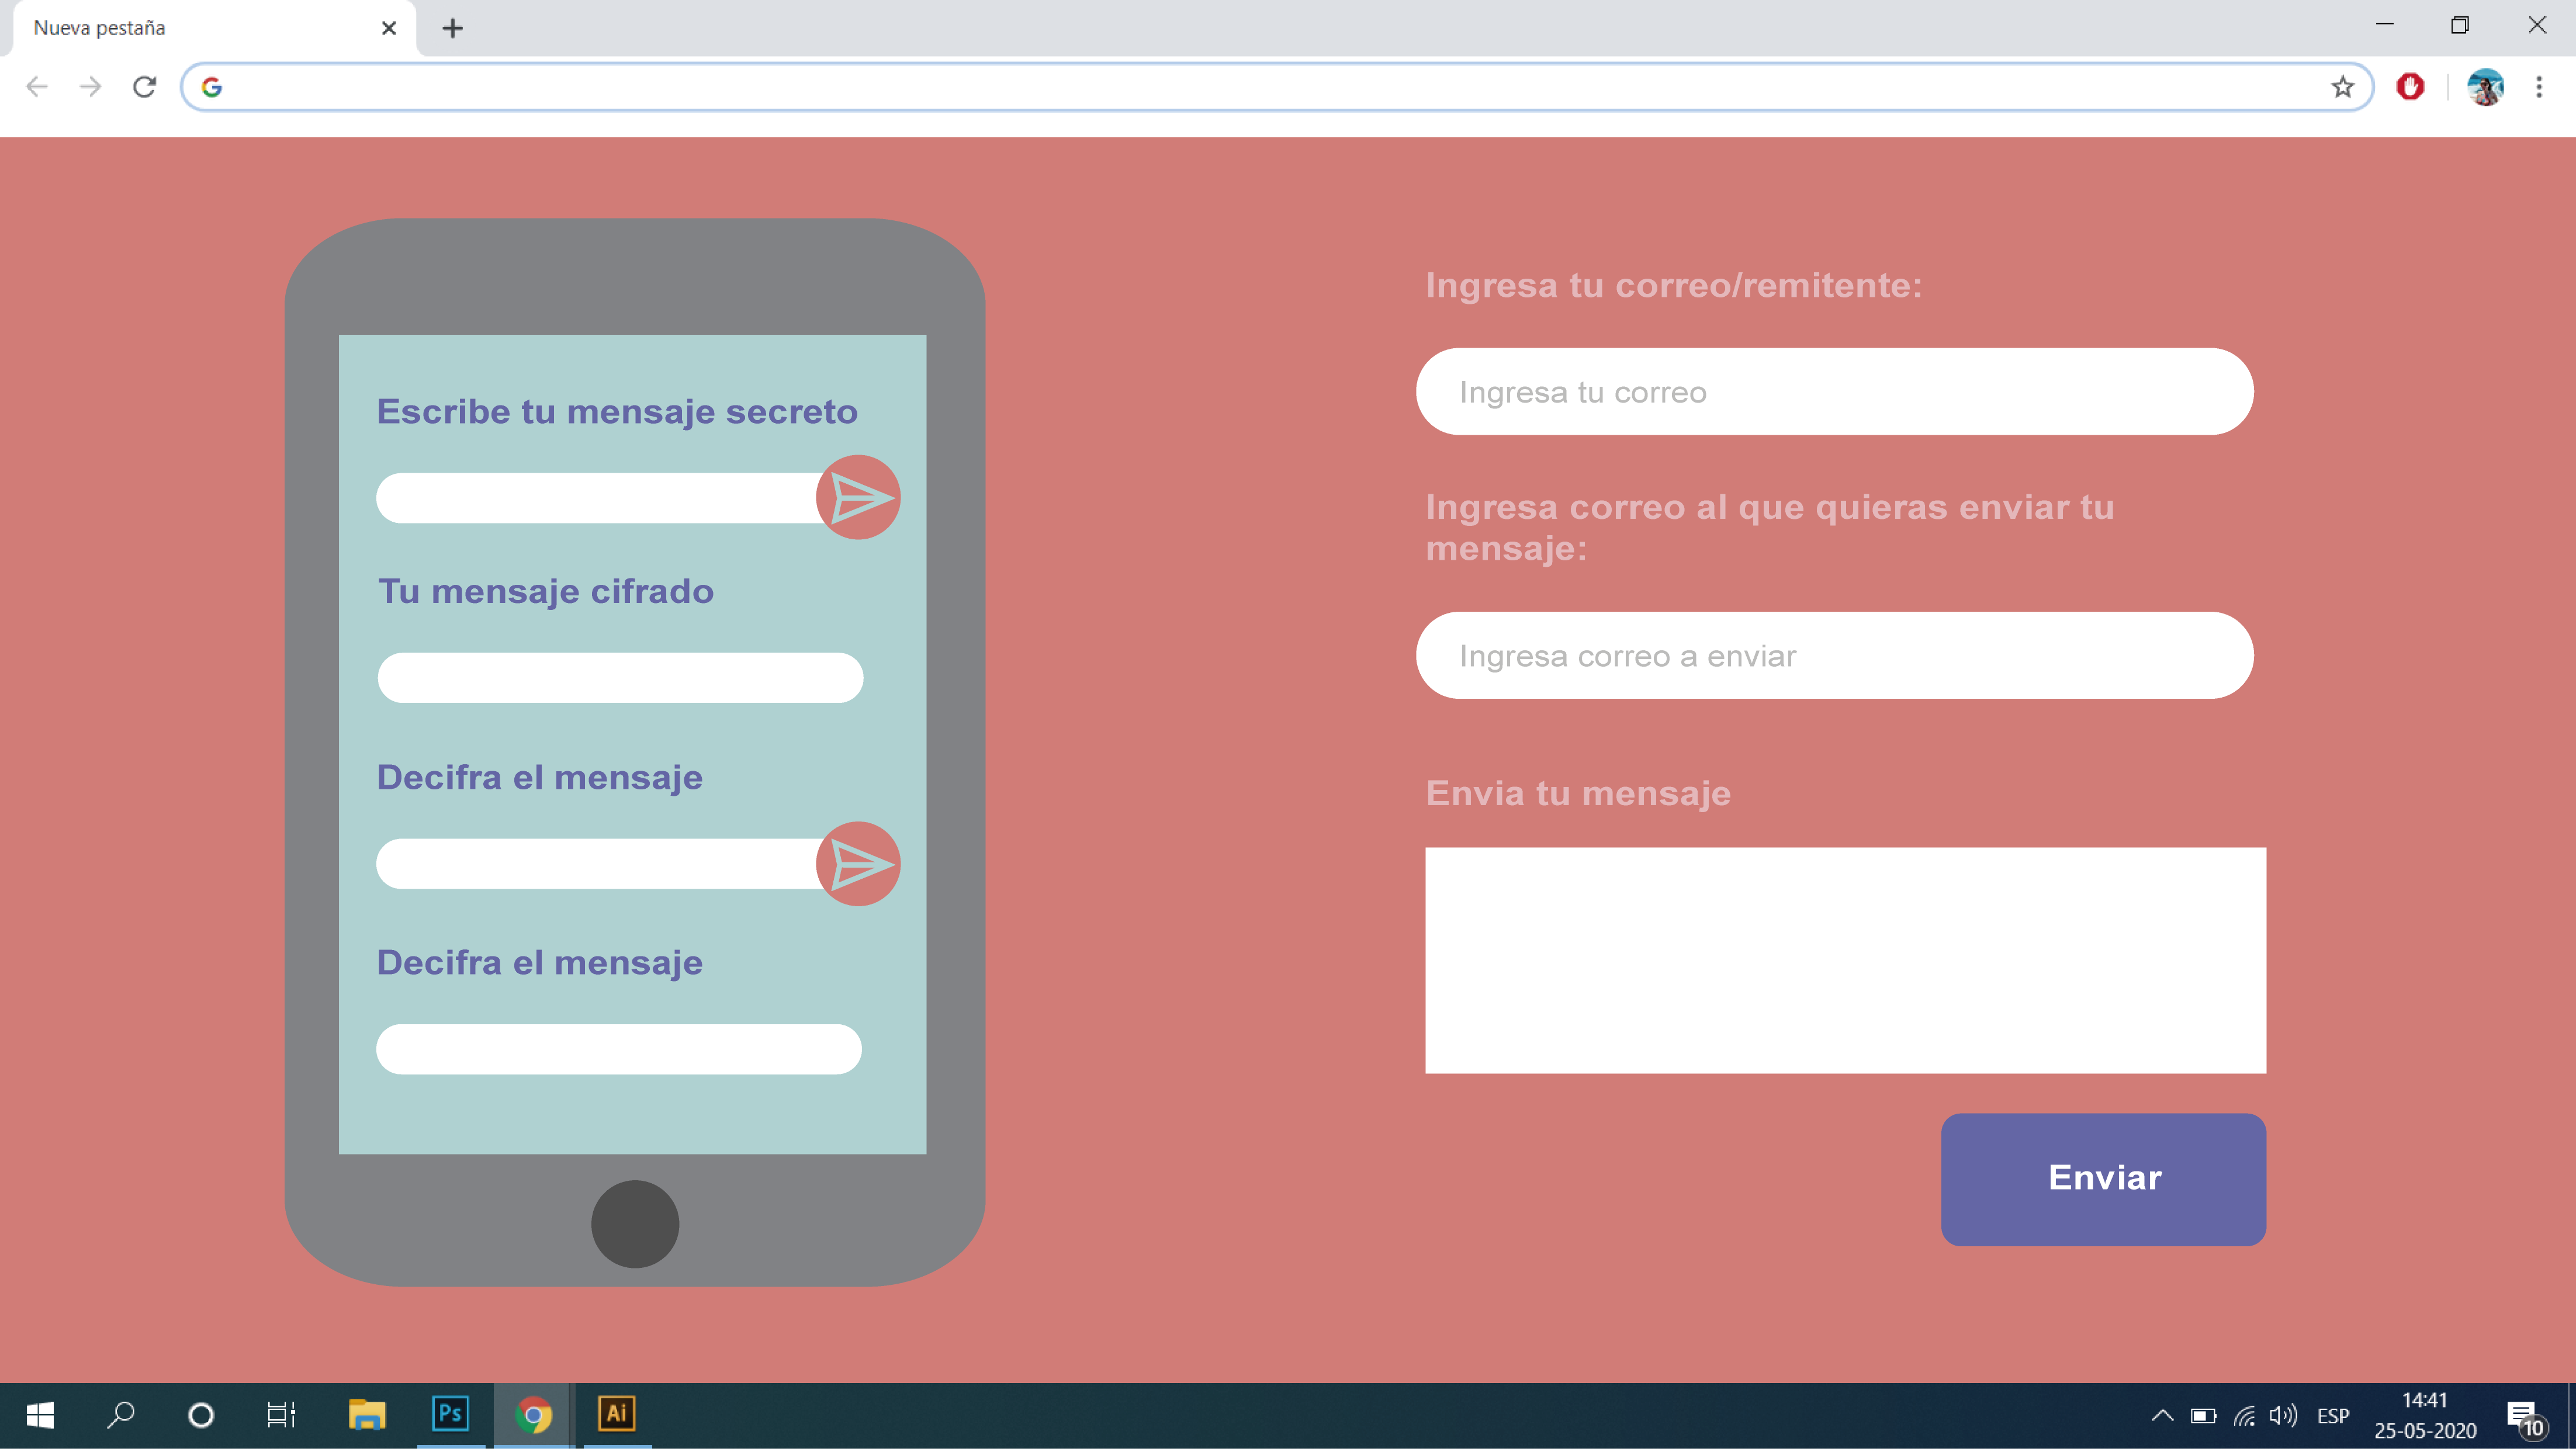 Nueva pestaña
Escribe tu mensaje secreto
Tu mensaje cifrado
Decifra el mensaje
Decifra el mensaje
Ingresa tu correo/remitente:
Ingresa tu correo
Ingresa correo al que quieras enviar tu
mensaje:
Ingresa correo a enviar
Envia tu mensaje
Enviar
Ps
Ai
ESP
14:41
25-05-2020
10